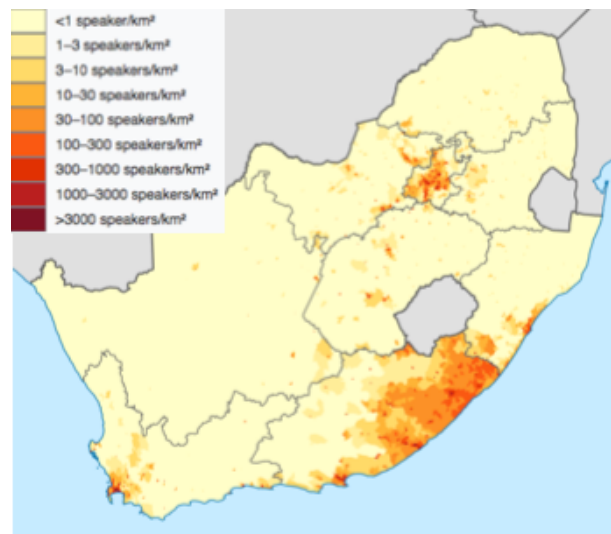 <1 speaker/km²
1–3 speakers/km²
3–10 speakers/km²
10–30 speakers/km²
30–100 speakers/km²
100–300 speakers/km²
300–1000 speakers/km²
1000–3000 speakers/km²
>3000 speakers/km²